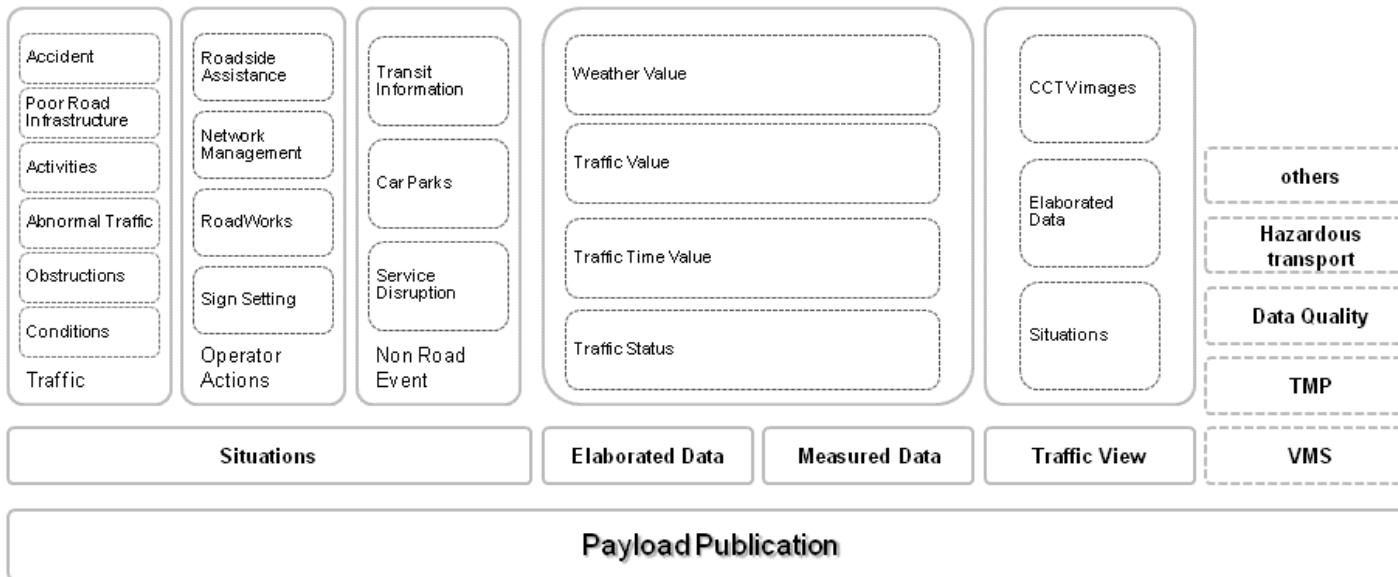 Accident
Poor Road
Infrastructure
Activities
Abnormal Traffic
Obstructions
Conditions
Traffic
Roadside
Assistance
Network
Management
RoadWorks
Sign Setting
Operator
Actions
Transit
Information
Car Parks
Service
Disruption
Non Road
Event
Weather Value
Traffic Value
Traffic Time Value
Traffic Status
CCTV images
Elaborated
Data
Situations
others
Hazardous
transport
Data Quality
TMP
Situations
Elaborated Data
Measured Data
Traffic View
VMS
Payload Publication